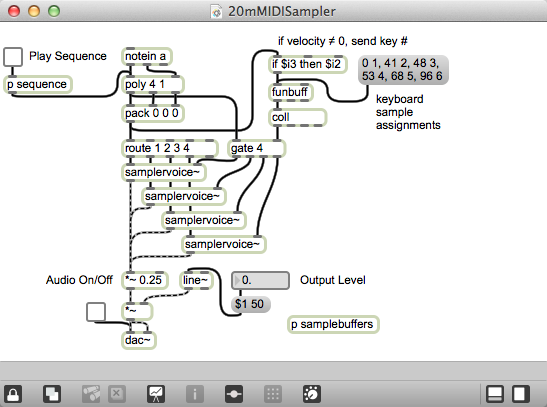 20mMIDISampler
if velocity ≠ 0, send key #
Play Sequence
notein a
if $i3 then $i2
0 1, 41 2, 48 3,
53 4, 68 5, 96 6
p sequence
poly 4 1
funbuff
keyboard
sample
assignments
pack 0 0 0
coll
route 1 2 3 4
gate 4
samplervoice~
samplervoice~
samplervoice~
samplervoice~
Audio On/Off
*~ 0.25
line~
0.
Output Level
$1 50
*~
p samplebuffers
dac~